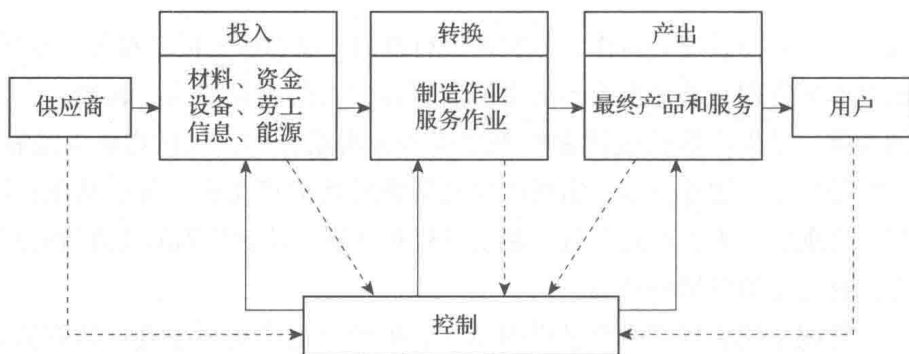 投入
转换
产出
供应商
材料、资金
设备、劳工
信息、能源
制造作业
服务作业
最终产品和服务
用户
控制